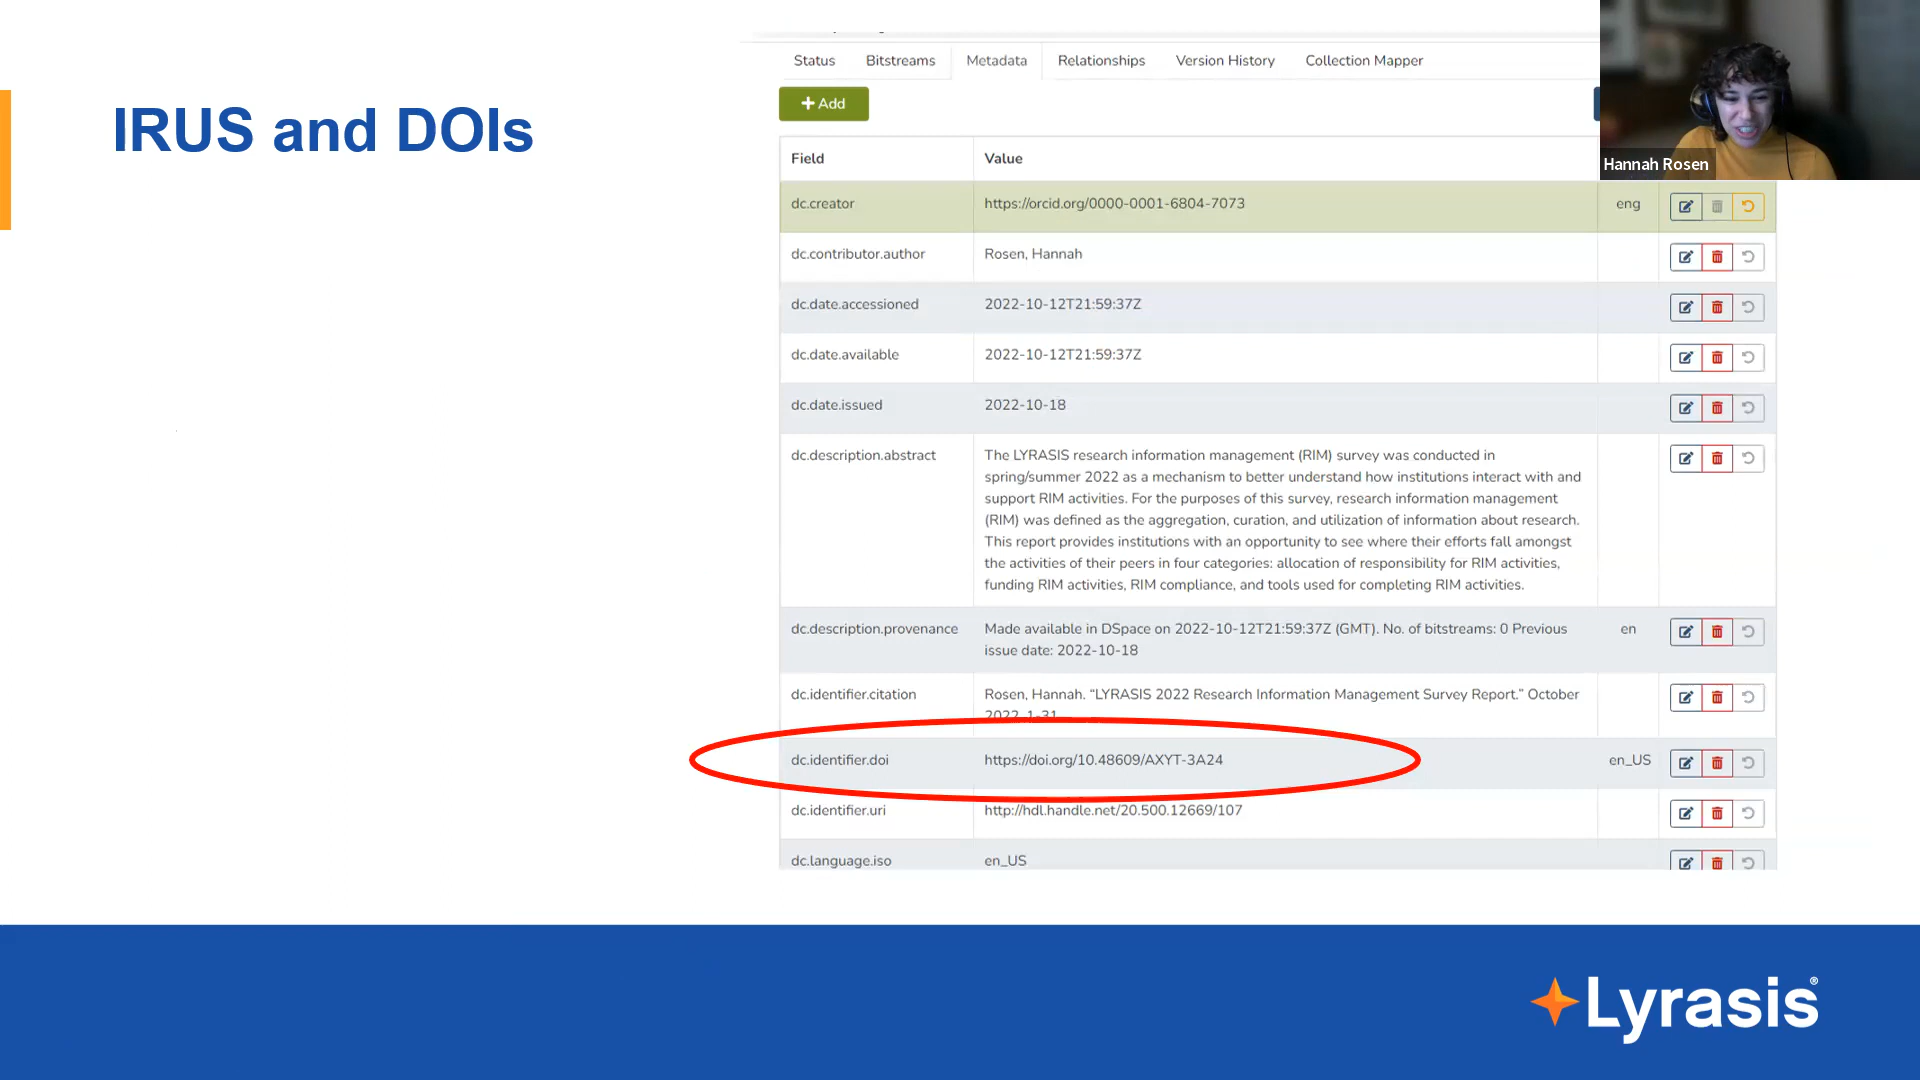 Status Bitstreams Metadata Relationships Version History Collection Mapper
Hannah Rosen
IRUS and DOIs
+ Add
Field Value
dc.creator https://orcid.org/0000-0001-6804-7073 eng
dc.contributor.author Rosen, Hannah
dc.date.accessioned 2022-10-12T21:59:37Z
dc.date.available 2022-10-12T21:59:37Z
dc.date.issued 2022-10-18
dc.description.abstract The LYRASIS research information management (RIM) survey was conducted in
spring/summer 2022 as a mechanism to better understand how institutions interact with and
support RIM activities. For the purposes of this survey, research information management
(RIM) was defined as the aggregation, curation, and utilization of information about research.
This report provides institutions with an opportunity to see where their efforts fall amongst
the activities of their peers in four categories: allocation of responsibility for RIM activities,
funding RIM activities, RIM compliance, and tools used for completing RIM activities.
dc.description.provenance Made available in DSpace on 2022-10-12T21:59:37Z (GMT). No. of bitstreams: 0 Previous en
issue date: 2022-10-18
dc.identifier.citation Rosen, Hannah. “LYRASIS 2022 Research Information Management Survey Report.” October
2022. 1-31.
dc.identifier.doi https://doi.org/10.48609/AXYT-3A24 en_US
dc.identifier.uri http://hdl.handle.net/20.500.12669/107
dc.language.iso en_US
Lyrasis®